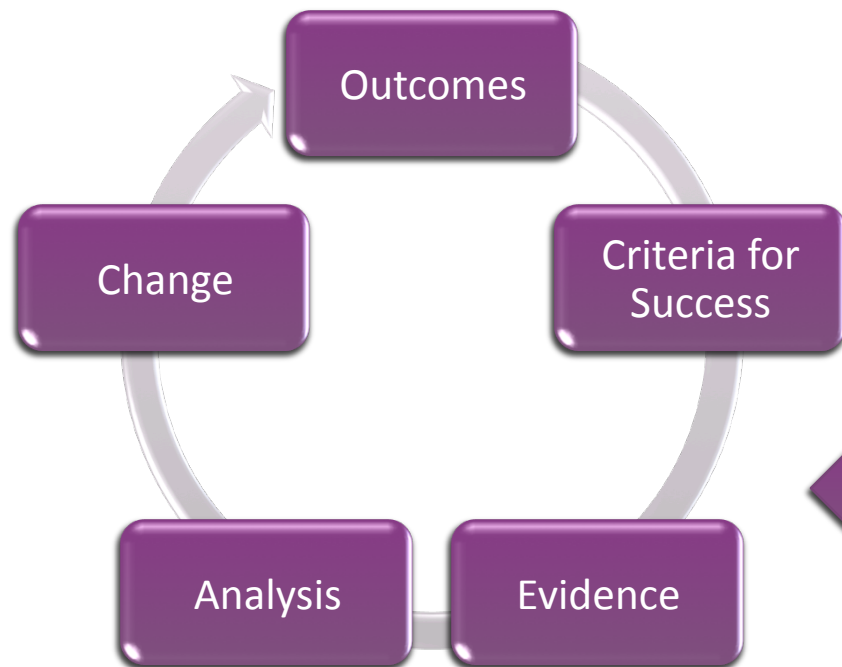 Outcomes
Criteria for
Success
Evidence
Analysis
Change